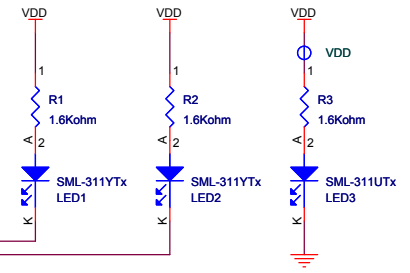 VDD VDD VDD
VDD
1 1 1
R1 R2 R3
1.6Kohm 1.6Kohm 1.6Kohm
A 2 A 2 A 2
SML-311YTx SML-311YTx SML-311UTx
LED1 LED2 LED3
K K K